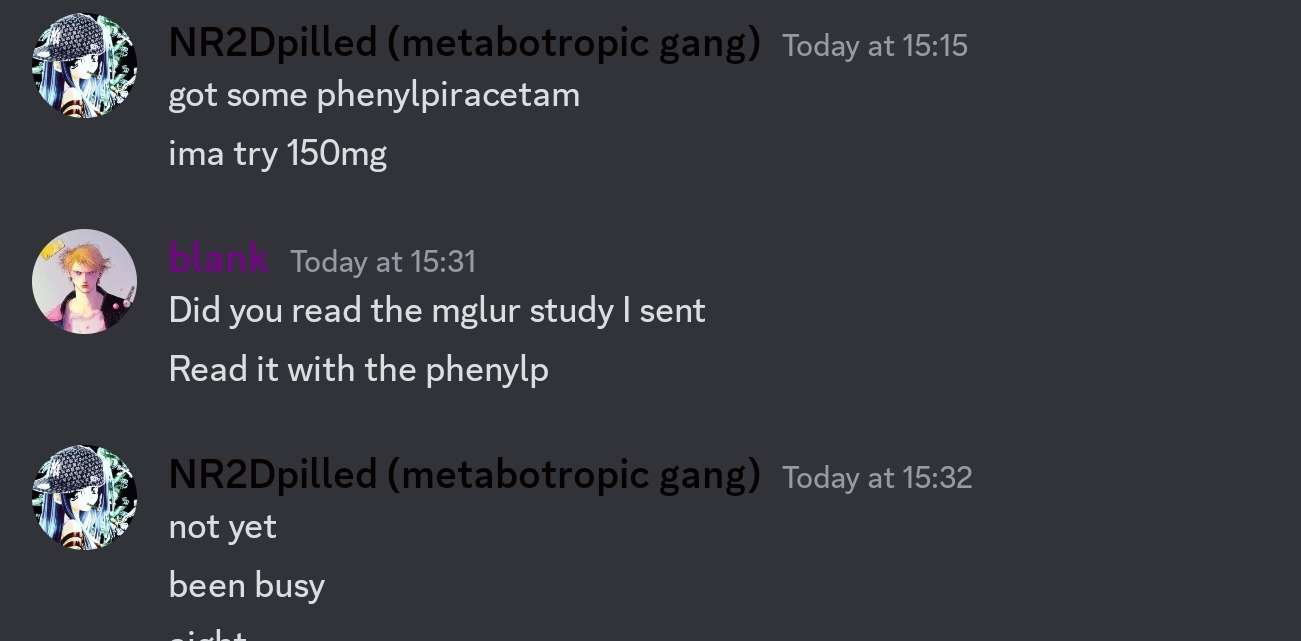 NR2Dpilled (metabotropic gang) Today at 15:15
got some phenylpiracetam
ima try 150mg
blank Today at 15:31
Did you read the mglur study I sent
Read it with the phenylp
NR2Dpilled (metabotropic gang) Today at 15:32
not yet
been busy